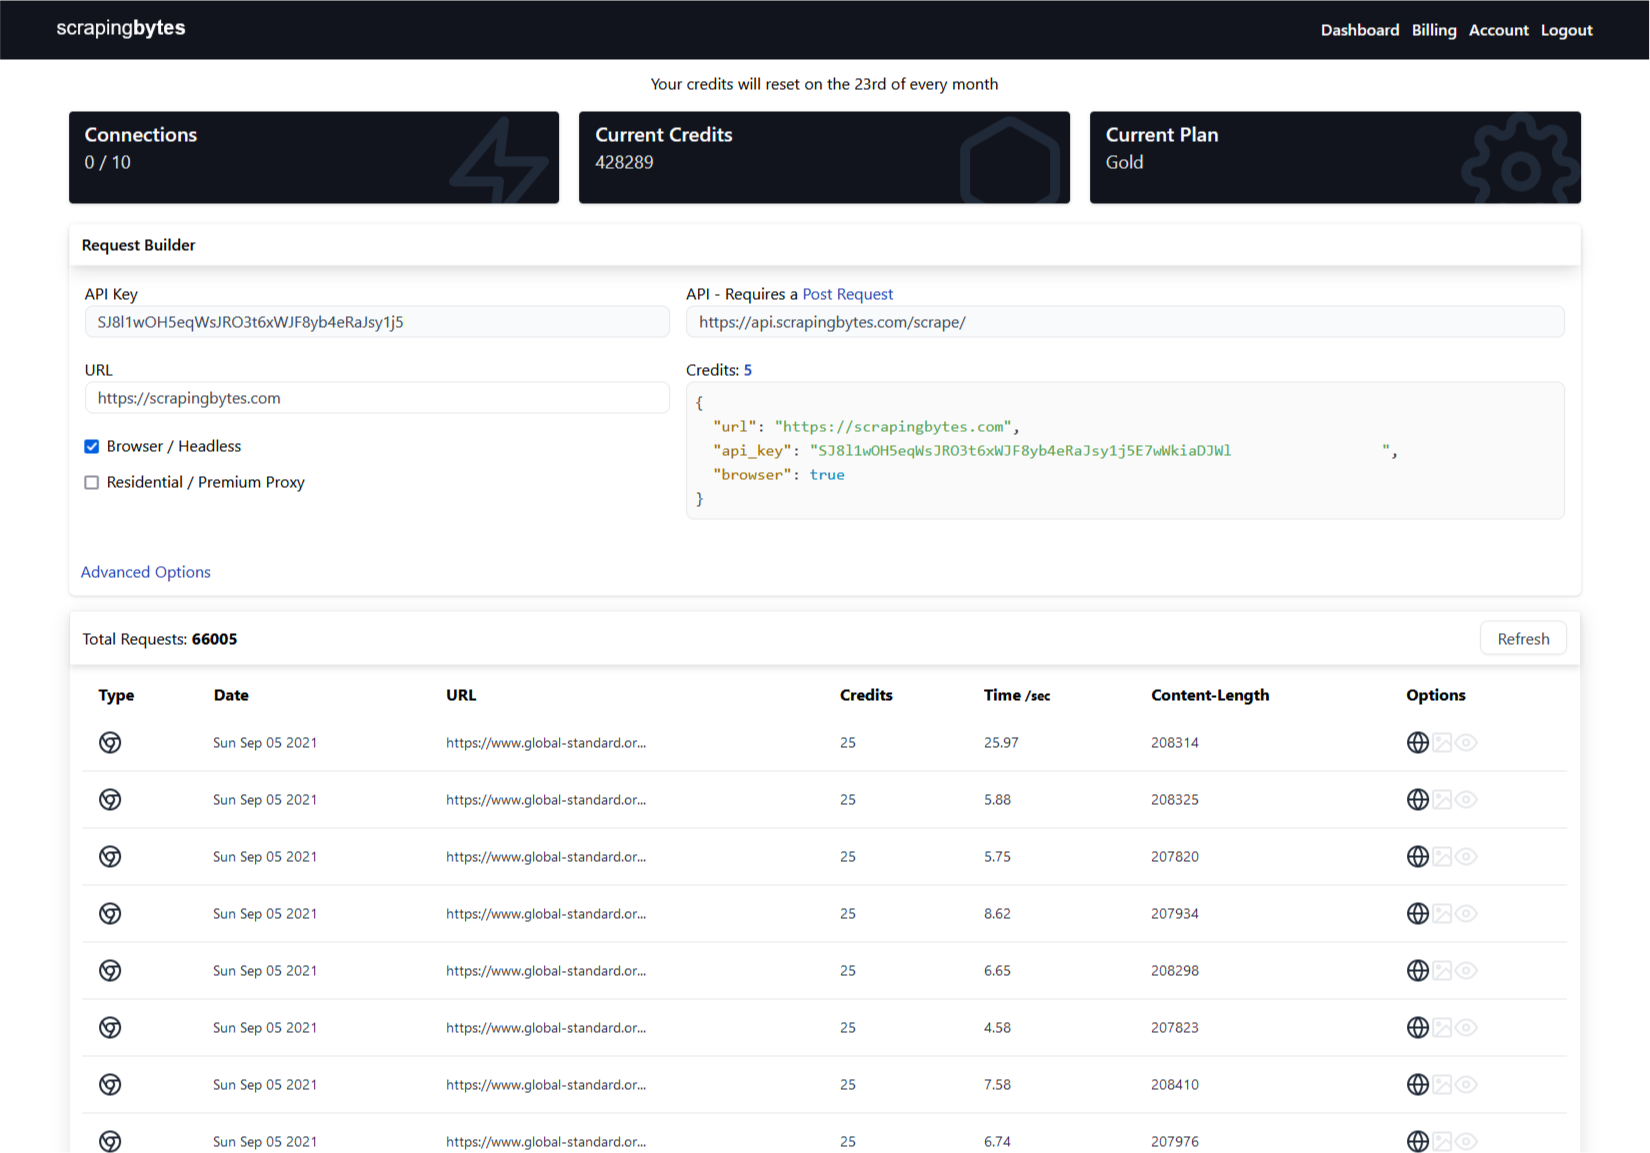 scrapingbytes
Dashboard Billing Account Logout
Your credits will reset on the 23rd of every month
Connections
0 / 10
Current Credits
428289
Current Plan
Gold
Request Builder
API Key
SJ8l1wOH5eqWsJRO3t6xWJF8yb4eRaJsy1j5
API - Requires a Post Request
https://api.scrapingbytes.com/scrape/
URL
https://scrapingbytes.com
Browser / Headless
Residential / Premium Proxy
Credits: 5
{
"url": "https://scrapingbytes.com",
"api_key": "SJ8l1wOH5eqWsJRO3t6xWJF8yb4eRaJsy1j5E7wWkiaDJWl ",
"browser": true
}
Advanced Options
Total Requests: 66005
Refresh
Type Date URL Credits Time /sec Content-Length Options
Sun Sep 05 2021 https://www.global-standard.or... 25 25.97 208314
Sun Sep 05 2021 https://www.global-standard.or... 25 5.88 208325
Sun Sep 05 2021 https://www.global-standard.or... 25 5.75 207820
Sun Sep 05 2021 https://www.global-standard.or... 25 8.62 207934
Sun Sep 05 2021 https://www.global-standard.or... 25 6.65 208298
Sun Sep 05 2021 https://www.global-standard.or... 25 4.58 207823
Sun Sep 05 2021 https://www.global-standard.or... 25 7.58 208410
Sun Sep 05 2021 https://www.global-standard.or... 25 6.74 207976